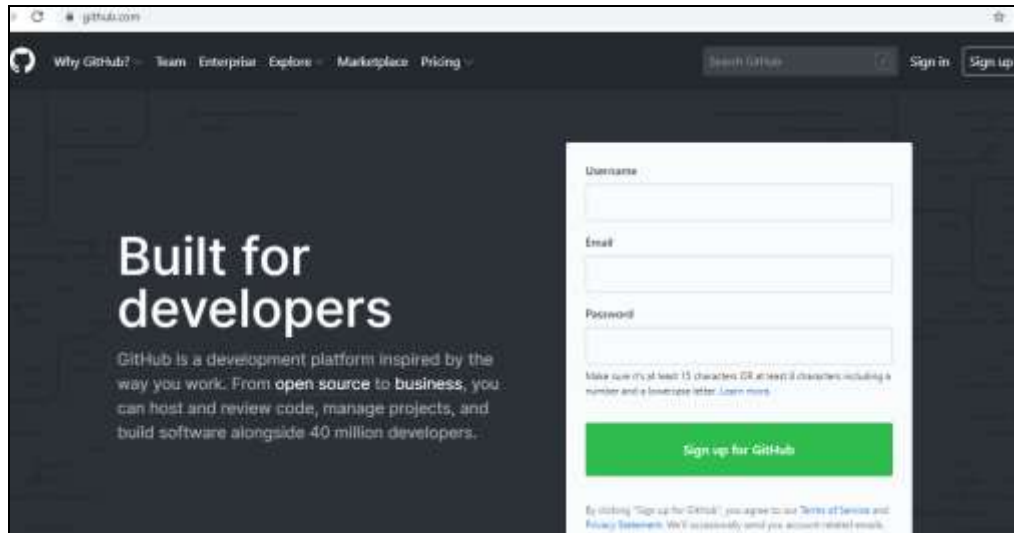 github.com
Why GitHub? Team Enterprise Explore Marketplace Pricing
Search GitHub
Sign in
Sign up
Built for
developers
GitHub is a development platform inspired by the
way you work. From open source to business, you
can host and review code, manage projects, and
build software alongside 40 million developers.
Username
Email
Password
Make sure it's at least 15 characters OR at least 8 characters including a
number and a lowercase letter. Learn more.
Sign up for GitHub
By clicking "Sign up for GitHub", you agree to our Terms of Service and
Privacy Statement. We'll occasionally send you account related emails.